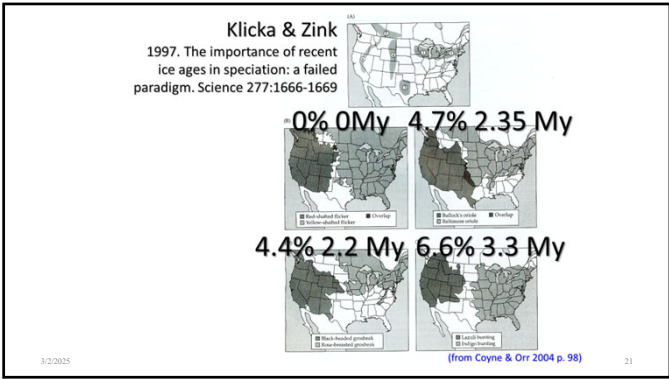 Klicka & Zink
1997. The importance of recent
ice ages in speciation: a failed
paradigm. Science 277:1666-1669
(A)
(B)
0% 0My
4.7% 2.35 My
Red-shafted flicker
Overlap
Yellow-shafted flicker
Bullock's oriole
Overlap
Baltimore oriole
4.4% 2.2 My
6.6% 3.3 My
Black-headed grosbeak
Rose-breasted grosbeak
Lazuli bunting
Indigo bunting
(from Coyne & Orr 2004 p. 98)
3/2/2025
21